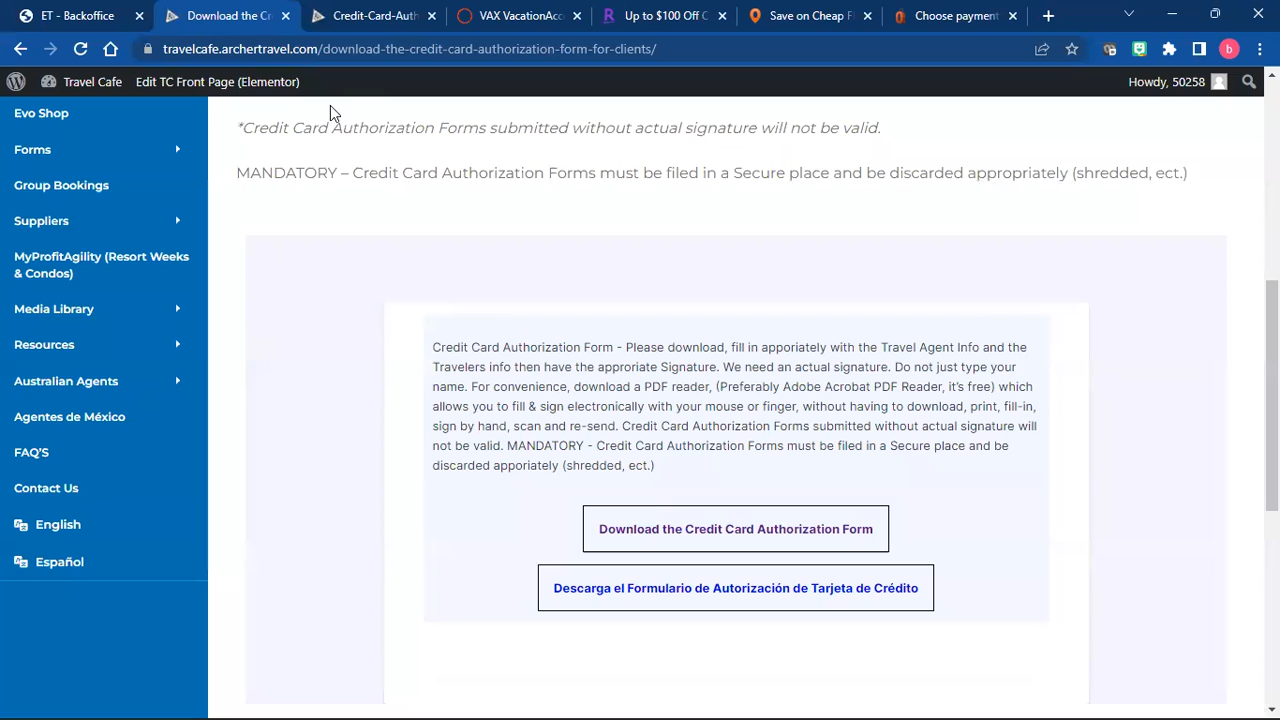 ET - Backoffice
Download the Cr
Credit-Card-Auth
VAX VacationAcc
Up to $100 Off C
Save on Cheap F
Choose payment
travelcafe.archertravel.com/download-the-credit-card-authorization-form-for-clients/
b
Travel Cafe
Edit TC Front Page (Elementor)
Howdy, 50258
Evo Shop
Forms
Group Bookings
Suppliers
MyProfitAgility (Resort Weeks
& Condos)
Media Library
Resources
Australian Agents
Agentes de México
FAQ'S
Contact Us
English
Español
*Credit Card Authorization Forms submitted without actual signature will not be valid.
MANDATORY – Credit Card Authorization Forms must be filed in a Secure place and be discarded appropriately (shredded, ect.)
Credit Card Authorization Form - Please download, fill in apporiately with the Travel Agent Info and the
Travelers info then have the approriate Signature. We need an actual signature. Do not just type your
name. For convenience, download a PDF reader, (Preferably Adobe Acrobat PDF Reader, it's free) which
allows you to fill & sign electronically with your mouse or finger, without having to download, print, fill-in,
sign by hand, scan and re-send. Credit Card Authorization Forms submitted without actual signature will
not be valid. MANDATORY - Credit Card Authorization Forms must be filed in a Secure place and be
discarded apporiately (shredded, ect.)
Download the Credit Card Authorization Form
Descarga el Formulario de Autorización de Tarjeta de Crédito